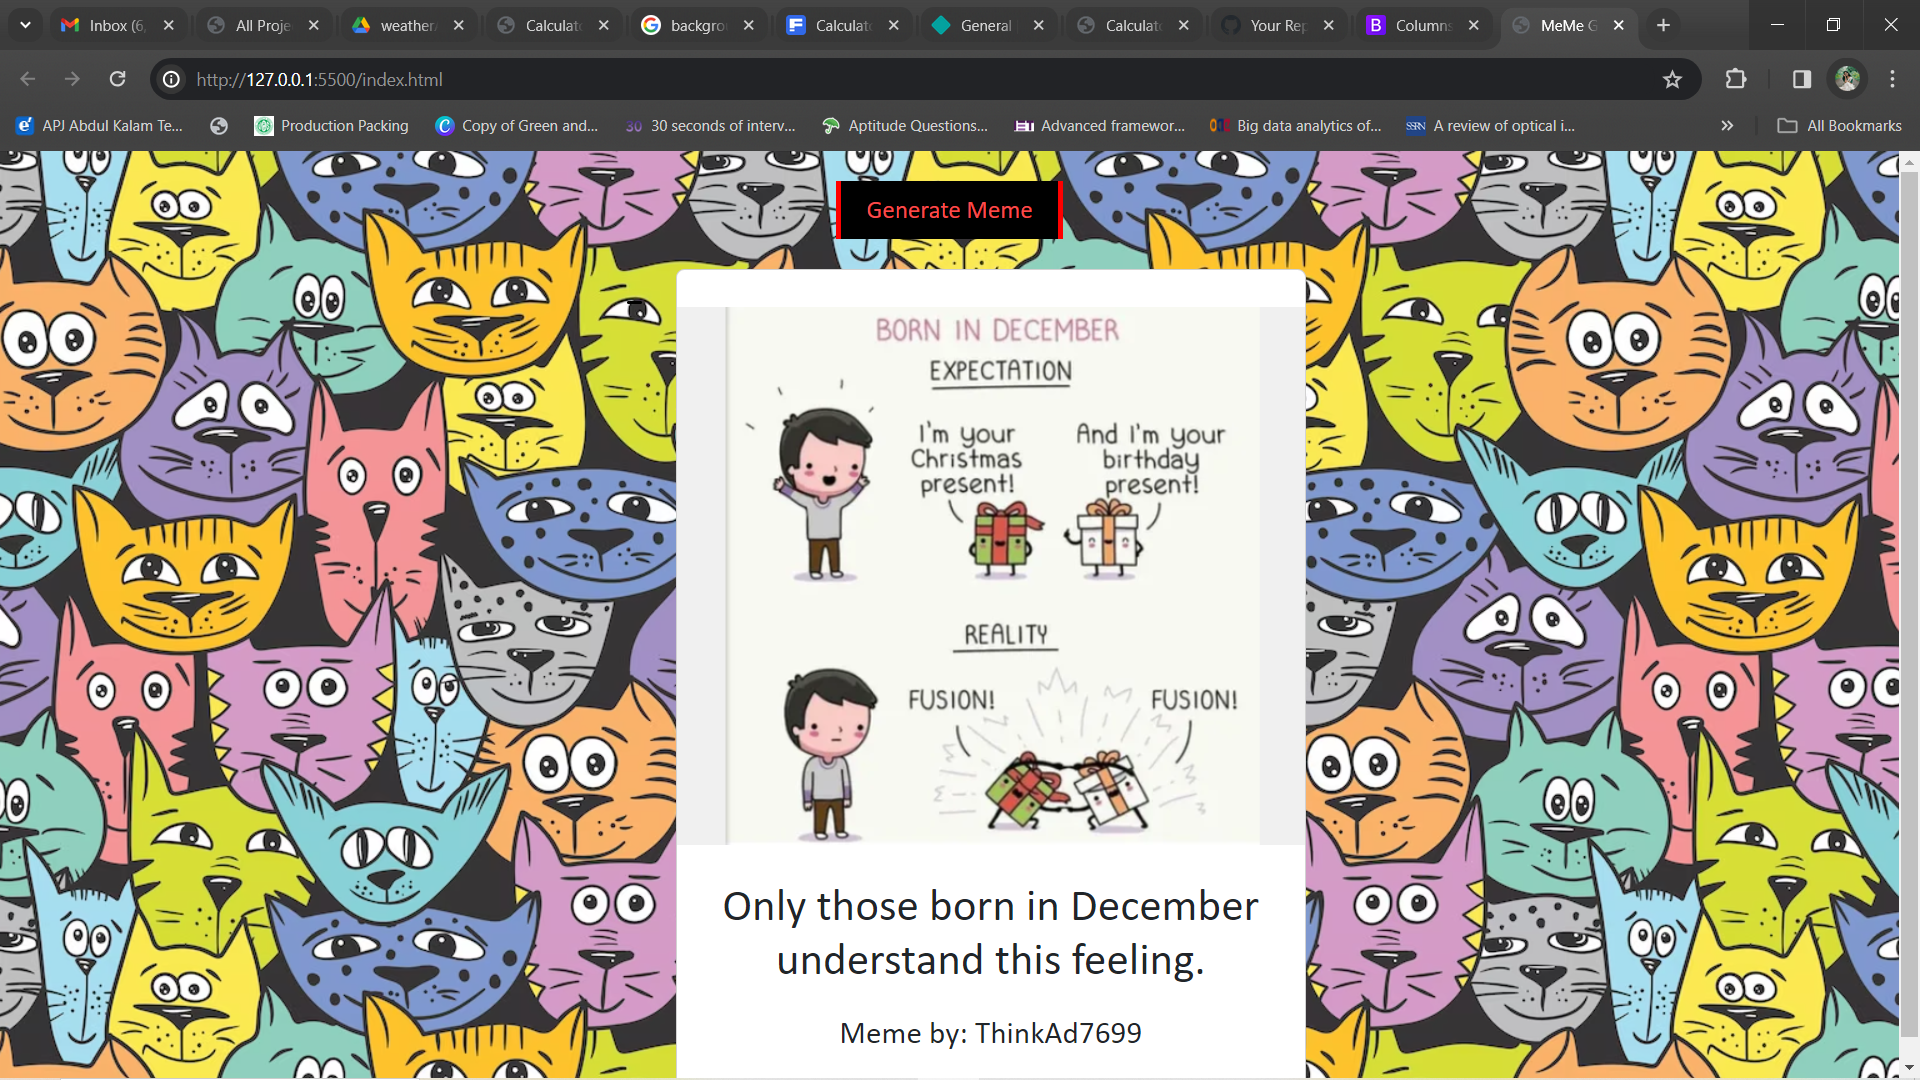 Inbox (6,
All Proje
weather
Calculat
backgro
Calculat
General
Calculat
Your Rep
B
Columns
MeMe G
http://127.0.0.1:5500/index.html
APJ Abdul Kalam Te...
Production Packing
Copy of Green and...
30
30 seconds of interv...
Aptitude Questions...
Advanced framewor...
Big data analytics of...
SSRN
A review of optical i...
All Bookmarks
Generate Meme
BORN IN DECEMBER
EXPECTATION
I'm your
Christmas
present!
And I'm your
birthday
present!
REALITY
FUSION!
FUSION!
Only those born in December
understand this feeling.
Meme by: ThinkAd7699